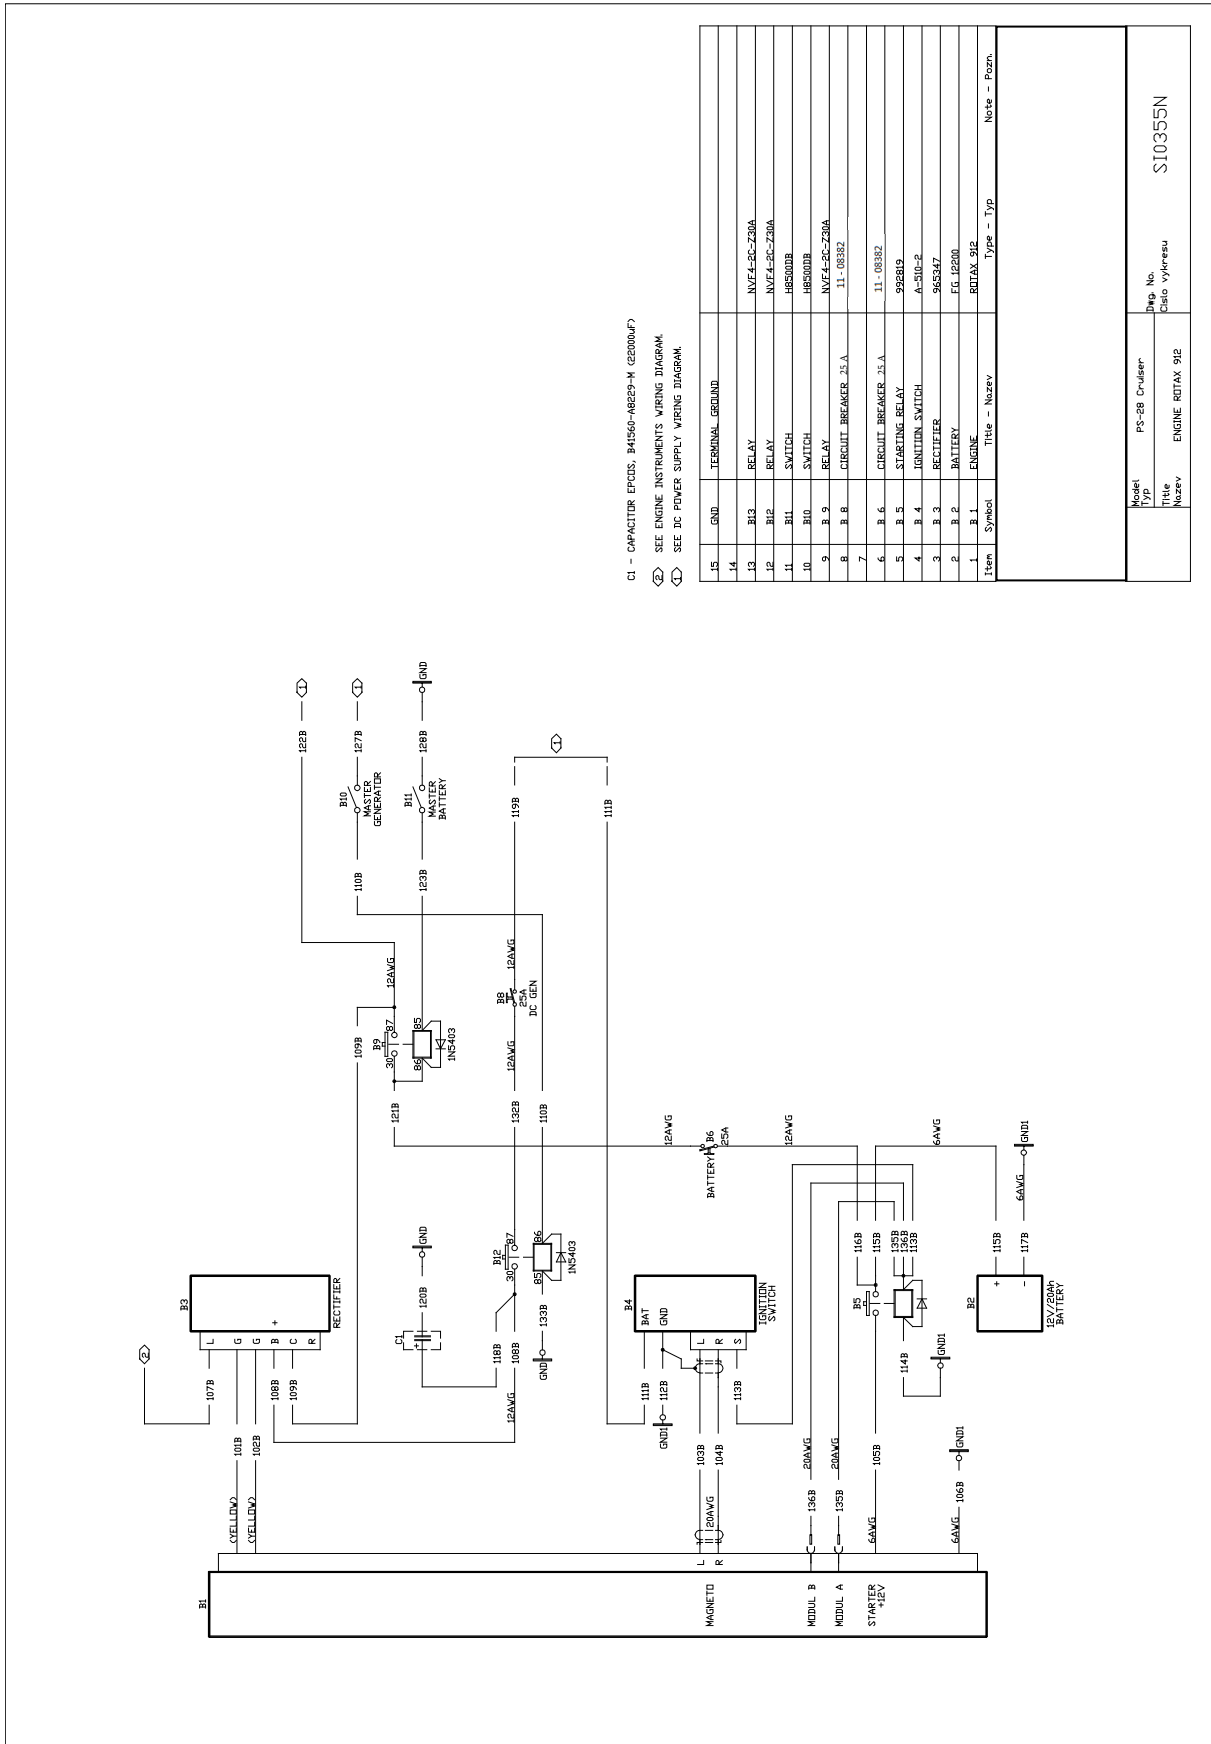 C1 - CAPACITOR EPCOS, B41560-A8229-M (22000uF)
2 SEE ENGINE INSTRUMENTS WIRING DIAGRAM.
1 SEE DC POWER SUPPLY WIRING DIAGRAM.
15 GND TERMINAL GROUND
14
13 B13 RELAY NVF4-2C-Z30A
12 B12 RELAY NVF4-2C-Z30A
11 B11 SWITCH H8500DB
10 B10 SWITCH H8500DB
9 B 9 RELAY NVF4-2C-Z30A
8 B 8 CIRCUIT BREAKER 25 A 11 - 08382
7
6 B 6 CIRCUIT BREAKER 25 A 11 - 08382
5 B 5 STARTING RELAY 992819
4 B 4 IGNITION SWITCH A-510-2
3 B 3 RECTIFIER 965347
2 B 2 BATTERY FG 12200
1 B 1 ENGINE ROTAX 912
Item Symbol Title - Nazev Type - Typ Note - Pozn.
Model
Typ
PS-28 Cruiser
Title
Nazev
ENGINE ROTAX 912
Dwg. No.
Cislo vykresu
SI0355N
2
107B
(YELLOW) 101B
(YELLOW) 102B
108B
109B
L
G
G
B +
C
R
B3
RECTIFIER
109B
122B
1
12AWG
B10
MASTER
GENERATOR
110B
127B
1
B11
MASTER
BATTERY
123B
128B
GND
B9
30
87
86
85
1N5403
121B
C1
+
120B
GND
118B
12AWG
108B
B12
30
87
85
86
1N5403
133B
GND
132B
12AWG
B8
25A
DC GEN
12AWG
119B
110B
111B
1
B4
BAT
GND
L
R
S
IGNITION
SWITCH
111B
112B
GND1
113B
103B
104B
20AWG
12AWG
BATTERY
B6
25A
12AWG
20AWG
136B
20AWG
135B
116B
115B
135B
136B
113B
B5
114B
GND1
6AWG
105B
6AWG
106B
GND1
6AWG
115B
117B
6AWG
GND1
B2
+
-
12V/20Ah
BATTERY
B1
L
R
MAGNETO
MODUL B
MODUL A
STARTER
+12V